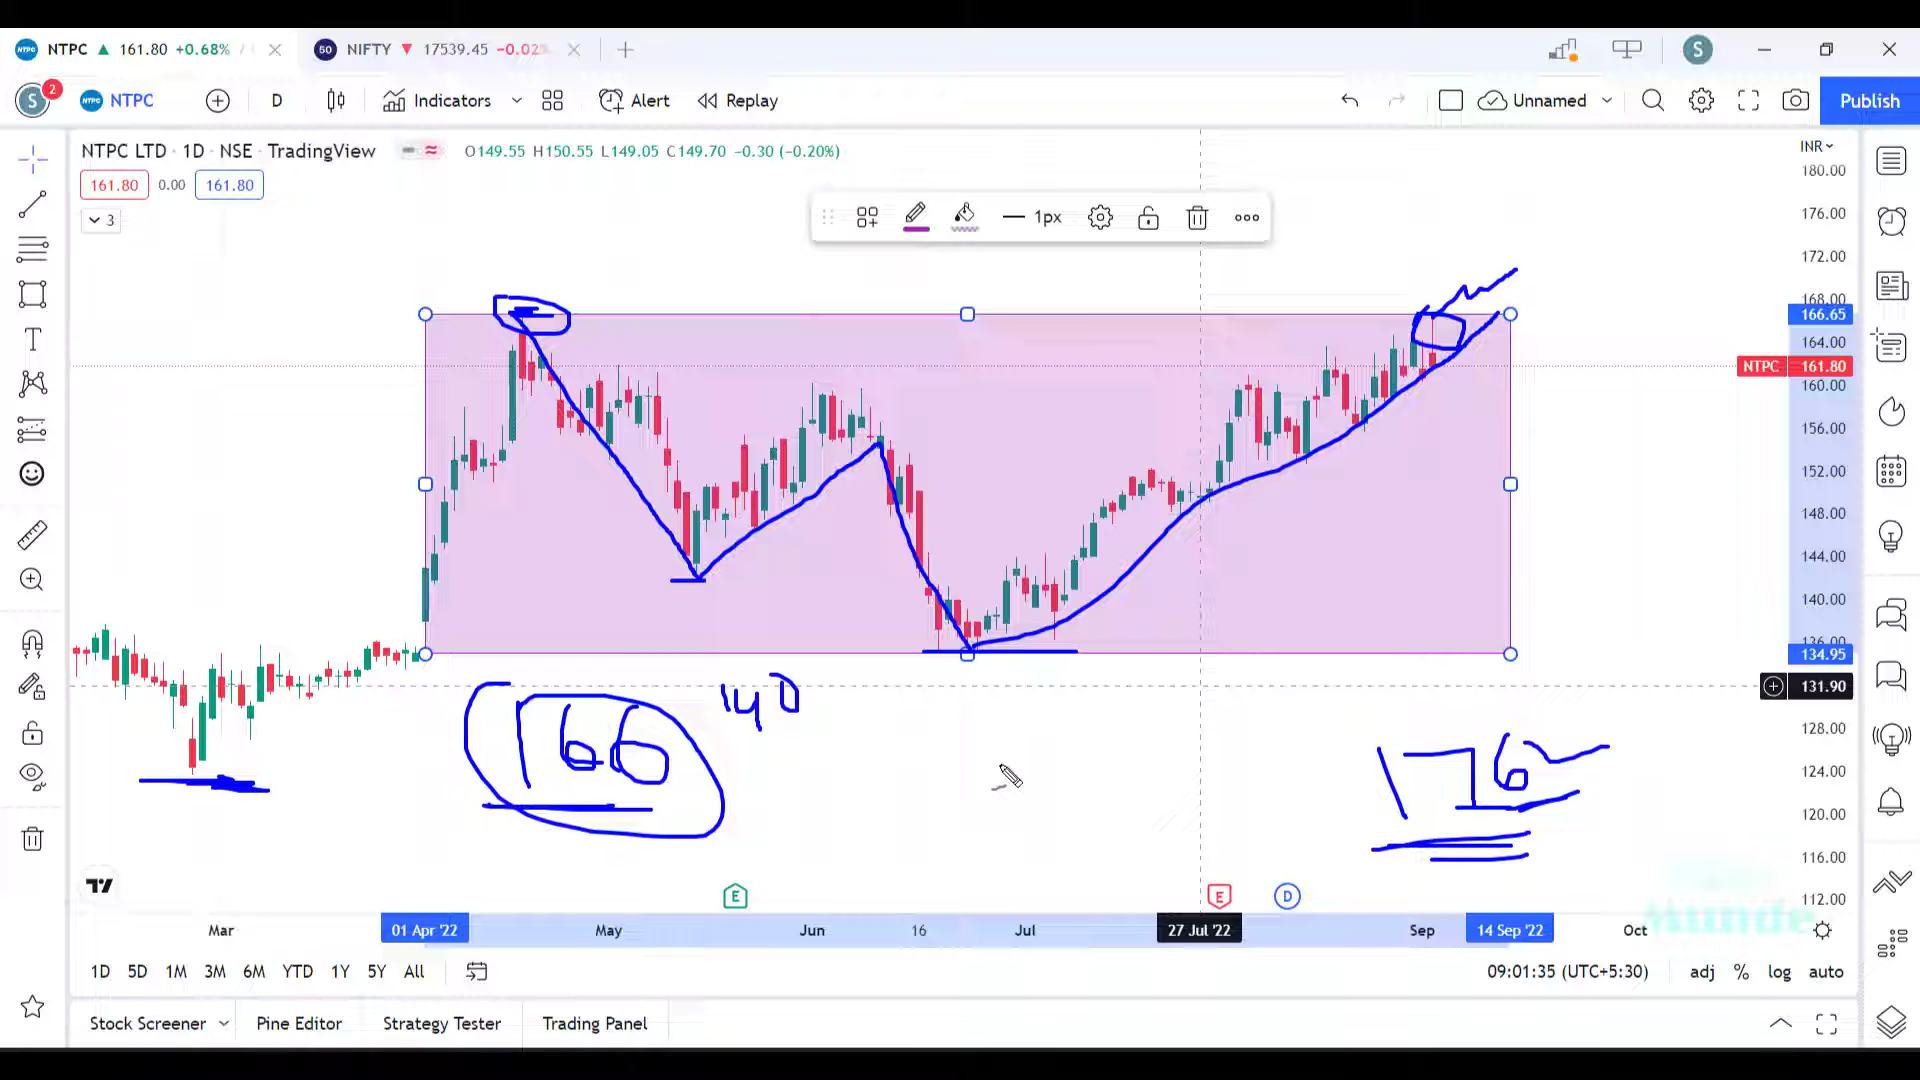 NTPC 161.80 +0.68% / NIFTY 17539.45 -0.02%
S 2 NTPC D Indicators Alert Replay Unnamed Publish
NTPC LTD · 1D · NSE · TradingView O149.55 H150.55 L149.05 C149.70 -0.30 (-0.20%)
INR
161.80 0.00 161.80
3
1px
180.00
176.00
172.00
168.00
166.65
164.00
NTPC 161.80
160.00
156.00
152.00
148.00
144.00
140.00
136.00
134.95
131.90
128.00
124.00
120.00
116.00
112.00
166
140
176
E E D
Munde
Mar 01 Apr '22 May Jun 16 Jul 27 Jul '22 Sep 14 Sep '22 Oct
1D 5D 1M 3M 6M YTD 1Y 5Y All 09:01:35 (UTC+5:30) adj % log auto
Stock Screener Pine Editor Strategy Tester Trading Panel